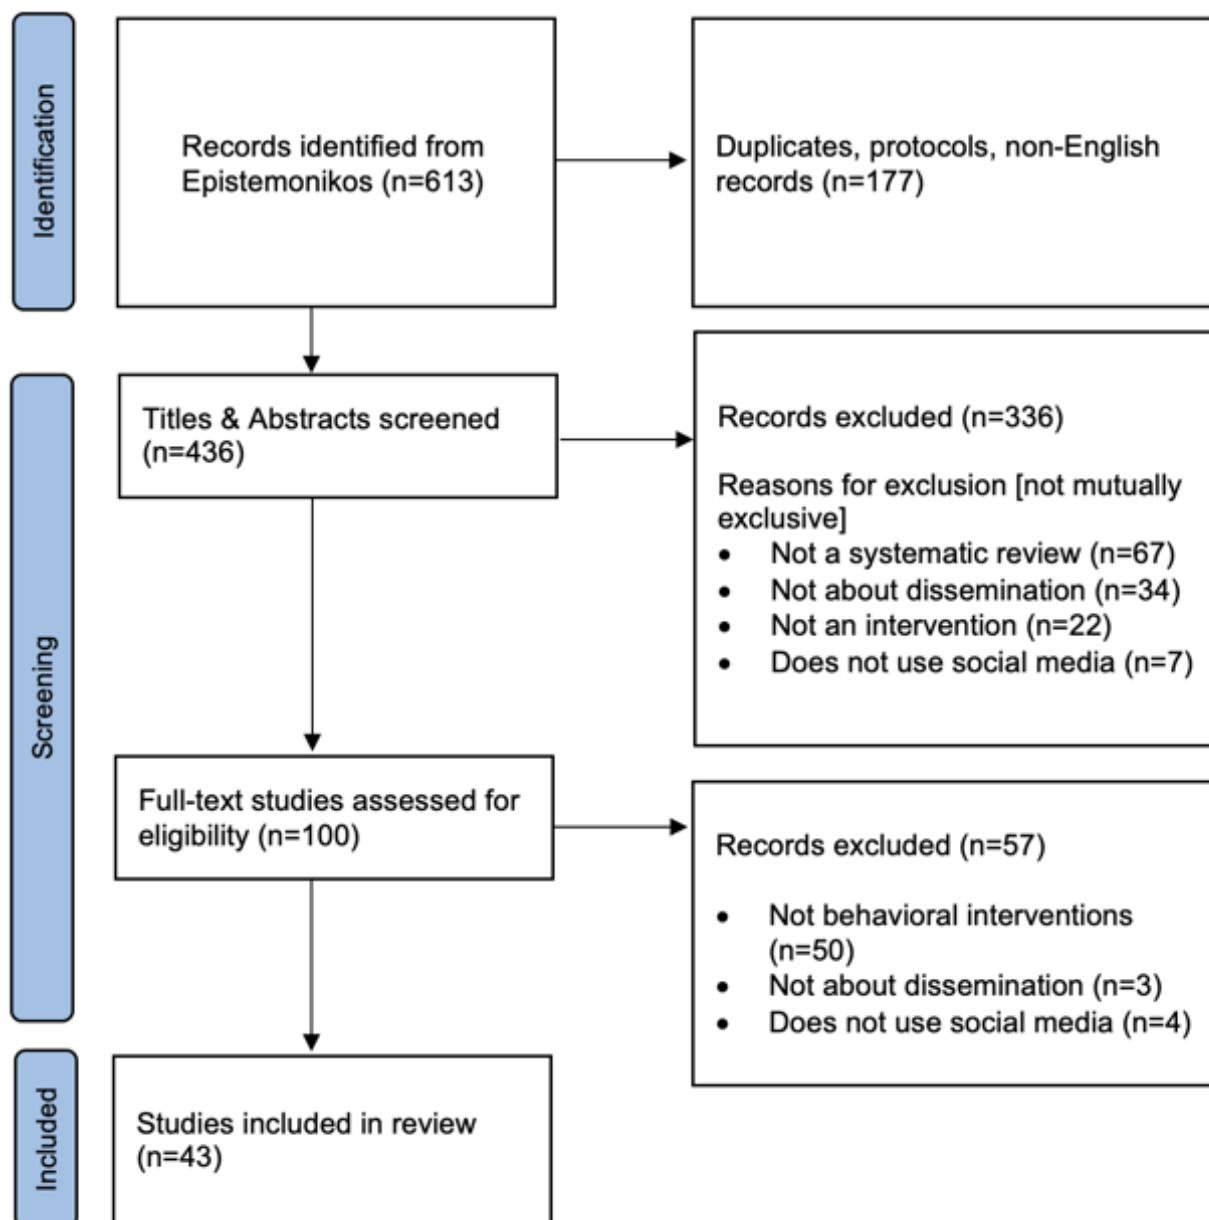 Identification
Records identified from
Epistemonikos (n=613)
Duplicates, protocols, non-English
records (n=177)
Screening
Titles & Abstracts screened
(n=436)
Records excluded (n=336)
Reasons for exclusion [not mutually
exclusive]
• Not a systematic review (n=67)
• Not about dissemination (n=34)
• Not an intervention (n=22)
• Does not use social media (n=7)
Full-text studies assessed for
eligibility (n=100)
Records excluded (n=57)
• Not behavioral interventions
(n=50)
• Not about dissemination (n=3)
• Does not use social media (n=4)
Included
Studies included in review
(n=43)